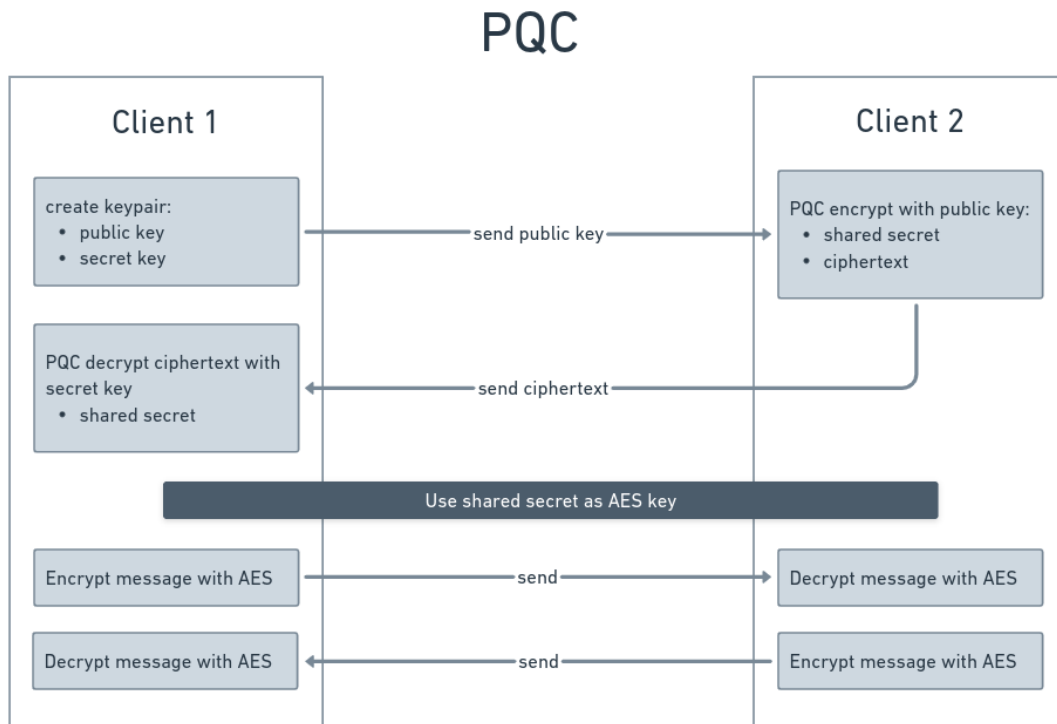 PQC
Client 1
Client 2
create keypair:
• public key
• secret key
send public key
PQC encrypt with public key:
• shared secret
• ciphertext
PQC decrypt ciphertext with
secret key
• shared secret
send ciphertext
Use shared secret as AES key
Encrypt message with AES
send
Decrypt message with AES
Decrypt message with AES
send
Encrypt message with AES